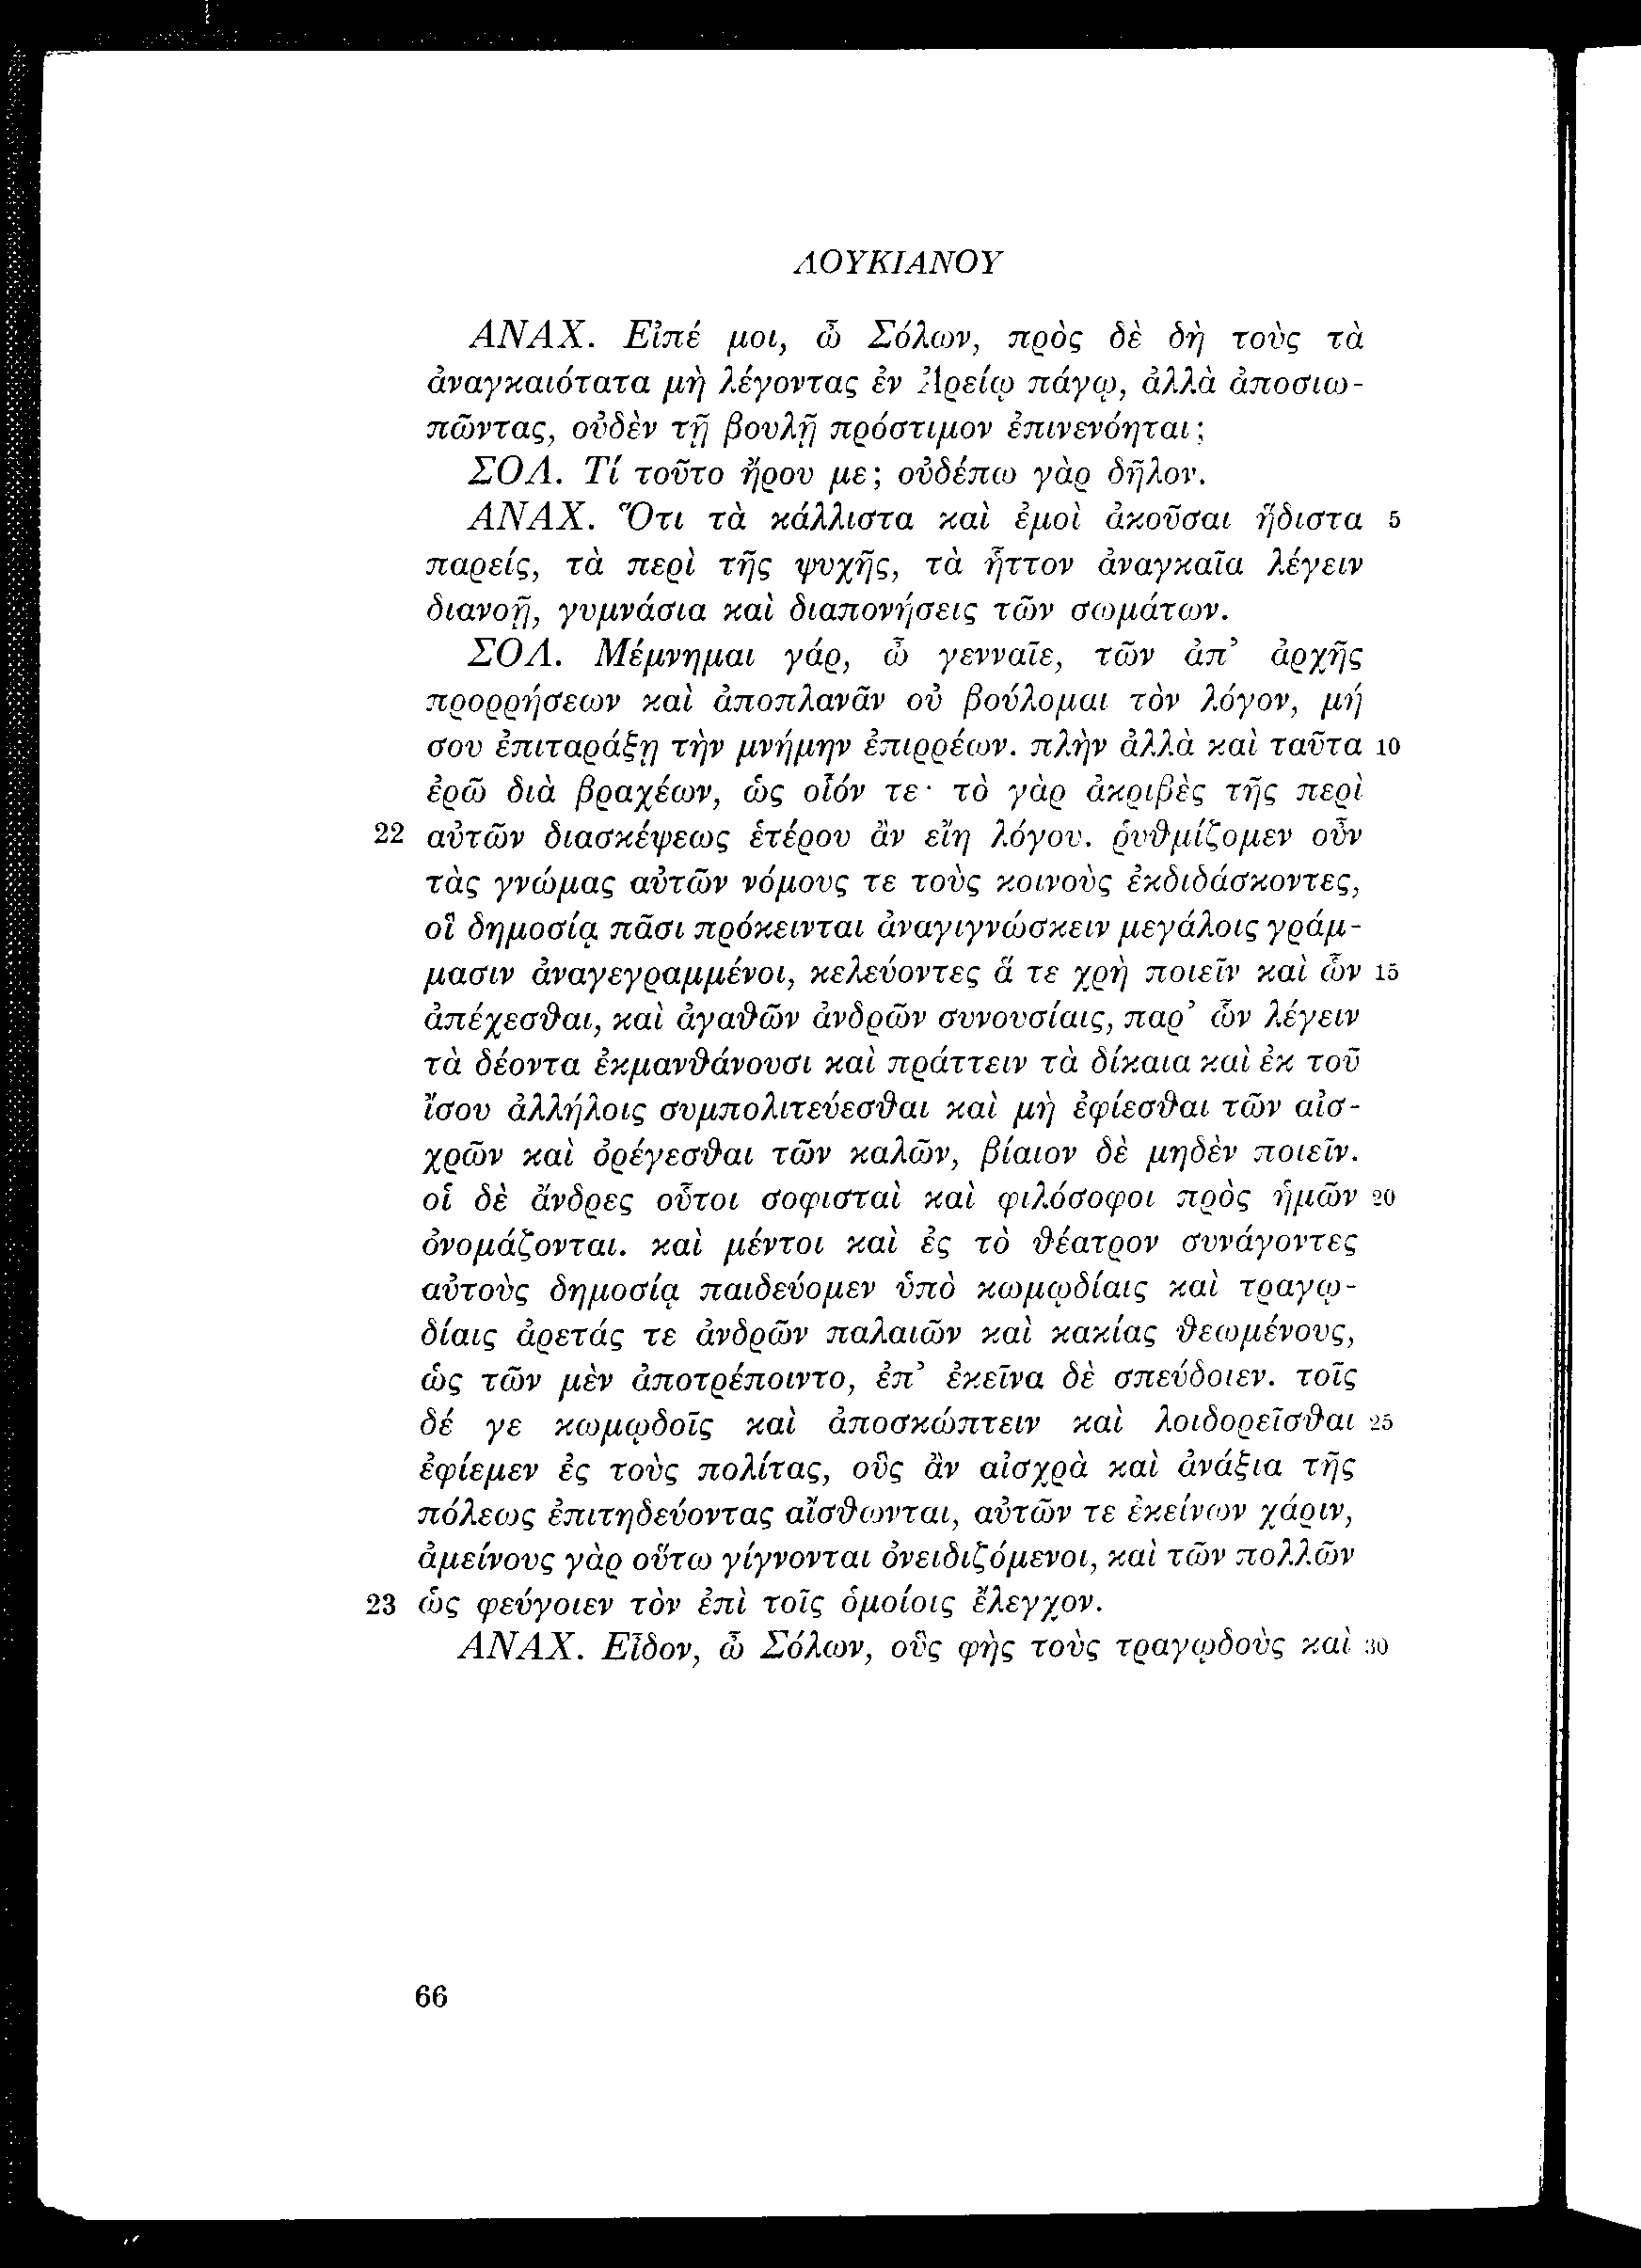 ΛΟΥΚΙΑΝΟΥ
ΑΝΑΧ. Εἰπέ μοι, ὦ Σόλων, πρὸς δὲ δὴ τοὺς τὰ
ἀναγκαιότατα μὴ λέγοντας ἐν Ἀρείῳ πάγῳ, ἀλλὰ ἀποσιω-
πῶντας, οὐδὲν τῇ βουλῇ πρόστιμον ἐπινενόηται;
ΣΟΛ. Τί τοῦτο ἤρου με; οὐδέπω γὰρ δῆλον.
ΑΝΑΧ. Ὅτι τὰ κάλλιστα καὶ ἐμοὶ ἀκοῦσαι ἥδιστα 5
παρείς, τὰ περὶ τῆς ψυχῆς, τὰ ἧττον ἀναγκαῖα λέγειν
διανοῇ, γυμνάσια καὶ διαπονήσεις τῶν σωμάτων.
ΣΟΛ. Μέμνημαι γάρ, ὦ γενναῖε, τῶν ἀπ’ ἀρχῆς
προρρήσεων καὶ ἀποπλανᾶν οὐ βούλομαι τὸν λόγον, μή
σου ἐπιταράξῃ τὴν μνήμην ἐπιρρέων. πλὴν ἀλλὰ καὶ ταῦτα 10
ἐρῶ διὰ βραχέων, ὡς οἷόν τε· τὸ γὰρ ἀκριβὲς τῆς περὶ
22 αὐτῶν διασκέψεως ἑτέρου ἂν εἴη λόγου. ῥυθμίζομεν οὖν
τὰς γνώμας αὐτῶν νόμους τε τοὺς κοινοὺς ἐκδιδάσκοντες,
οἳ δημοσίᾳ πᾶσι πρόκεινται ἀναγιγνώσκειν μεγάλοις γράμ-
μασιν ἀναγεγραμμένοι, κελεύοντες ἅ τε χρὴ ποιεῖν καὶ ὧν 15
ἀπέχεσθαι, καὶ ἀγαθῶν ἀνδρῶν συνουσίαις, παρ’ ὧν λέγειν
τὰ δέοντα ἐκμανθάνουσι καὶ πράττειν τὰ δίκαια καὶ ἐκ τοῦ
ἴσου ἀλλήλοις συμπολιτεύεσθαι καὶ μὴ ἐφίεσθαι τῶν αἰσ-
χρῶν καὶ ὀρέγεσθαι τῶν καλῶν, βίαιον δὲ μηδὲν ποιεῖν.
οἱ δὲ ἄνδρες οὗτοι σοφισταὶ καὶ φιλόσοφοι πρὸς ἡμῶν 20
ὀνομάζονται. καὶ μέντοι καὶ ἐς τὸ θέατρον συνάγοντες
αὐτοὺς δημοσίᾳ παιδεύομεν ὑπὸ κωμῳδίαις καὶ τραγῳ-
δίαις ἀρετάς τε ἀνδρῶν παλαιῶν καὶ κακίας θεωμένους,
ὡς τῶν μὲν ἀποτρέποιντο, ἐπ’ ἐκεῖνα δὲ σπεύδοιεν. τοῖς
δέ γε κωμῳδοῖς καὶ ἀποσκώπτειν καὶ λοιδορεῖσθαι 25
ἐφίεμεν ἐς τοὺς πολίτας, οὓς ἂν αἰσχρὰ καὶ ἀνάξια τῆς
πόλεως ἐπιτηδεύοντας αἴσθωνται, αὐτῶν τε ἐκείνων χάριν,
ἀμείνους γὰρ οὕτω γίγνονται ὀνειδιζόμενοι, καὶ τῶν πολλῶν
23 ὡς φεύγοιεν τὸν ἐπὶ τοῖς ὁμοίοις ἔλεγχον.
ΑΝΑΧ. Εἶδον, ὦ Σόλων, οὓς φὴς τοὺς τραγῳδοὺς καὶ 30
66